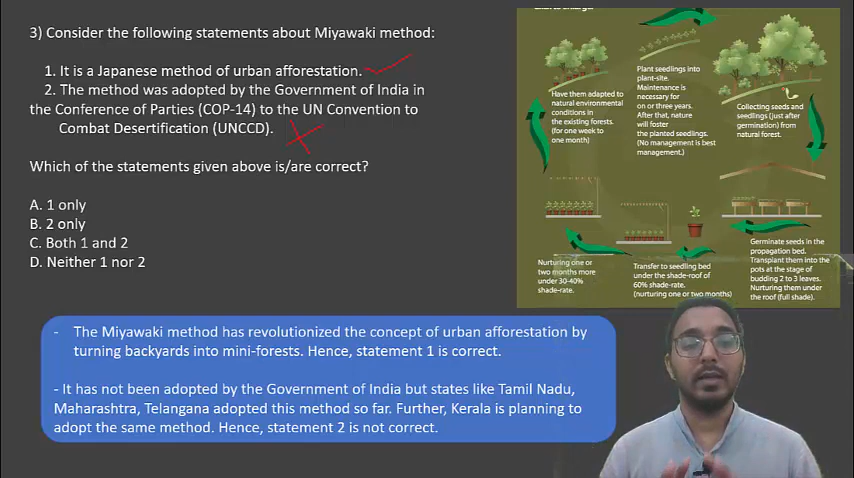 3) Consider the following statements about Miyawaki method:
1. It is a Japanese method of urban afforestation.
2. The method was adopted by the Government of India in
the Conference of Parties (COP-14) to the UN Convention to
Combat Desertification (UNCCD).
Which of the statements given above is/are correct?
A. 1 only
B. 2 only
C. Both 1 and 2
D. Neither 1 nor 2
Have them adapted to
natural environmental
conditions in
the existing forests.
(for one week to
one month)
Plant seedlings into
plant-site.
Maintenance is
necessary for
on or three years.
After that, nature
will foster
the planted seedlings.
(No management is best
management.)
Collecting seeds and
seedlings (just after
germination) from
natural forest.
Nurturing one or
two months more
under 30-40%
shade-rate.
Transfer to seedling bed
under the shade-roof of
60% shade-rate.
(nurturing one or two months)
Germinate seeds in the
propagation bed.
Transplant them into the
pots at the stage of
budding 2 to 3 leaves.
Nurturing them under
the roof (full shade).
- The Miyawaki method has revolutionized the concept of urban afforestation by
turning backyards into mini-forests. Hence, statement 1 is correct.
- It has not been adopted by the Government of India but states like Tamil Nadu,
Maharashtra, Telangana adopted this method so far. Further, Kerala is planning to
adopt the same method. Hence, statement 2 is not correct.